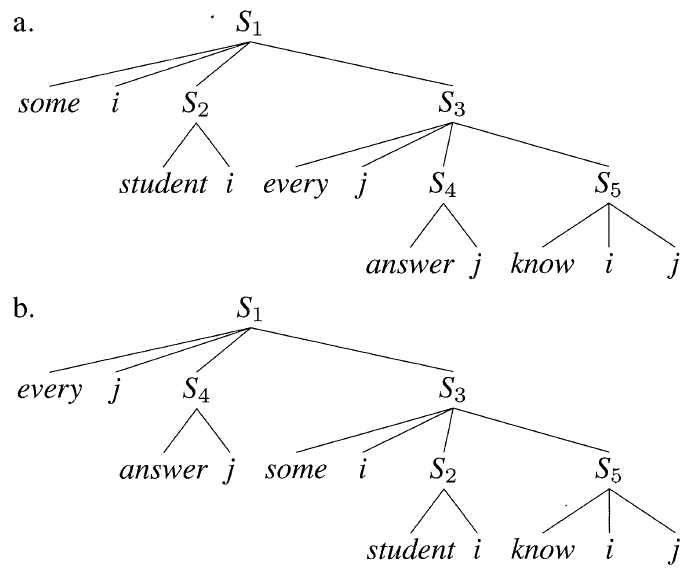 a. S₁
some i S₂ S₃
student i every j S₄ S₅
answer j know i j
b. S₁
every j S₄ S₃
answer j some i S₂ S₅
student i know i j